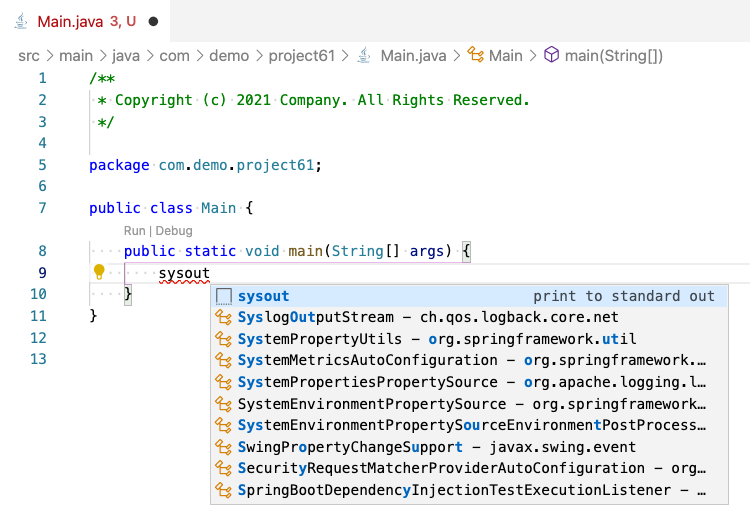 Main.java 3, U
src > main > java > com > demo > project61 > Main.java > Main > main(String[])
1 /**
2 * Copyright (c) 2021 Company. All Rights Reserved.
3 */
4
5 package com.demo.project61;
6
7 public class Main {
Run | Debug
8 public static void main(String[] args) {
9 sysout
10 }
11 }
12
13
sysout print to standard out
SyslogOutputStream – ch.qos.logback.core.net
SystemPropertyUtils – org.springframework.util
SystemMetricsAutoConfiguration – org.springframework.…
SystemPropertiesPropertySource – org.apache.logging.l…
SystemEnvironmentPropertySource – org.springframework…
SystemEnvironmentPropertySourceEnvironmentPostProcess…
SwingPropertyChangeSupport – javax.swing.event
SecurityRequestMatcherProviderAutoConfiguration – org…
SpringBootDependencyInjectionTestExecutionListener – …